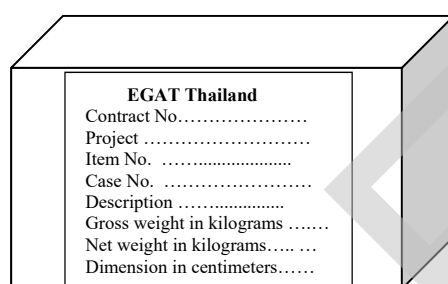 EGAT Thailand
Contract No……………………
Project ………………………
Item No. …….....................
Case No. ……………………
Description ……...............
Gross weight in kilograms …..…
Net weight in kilograms….. …
Dimension in centimeters……